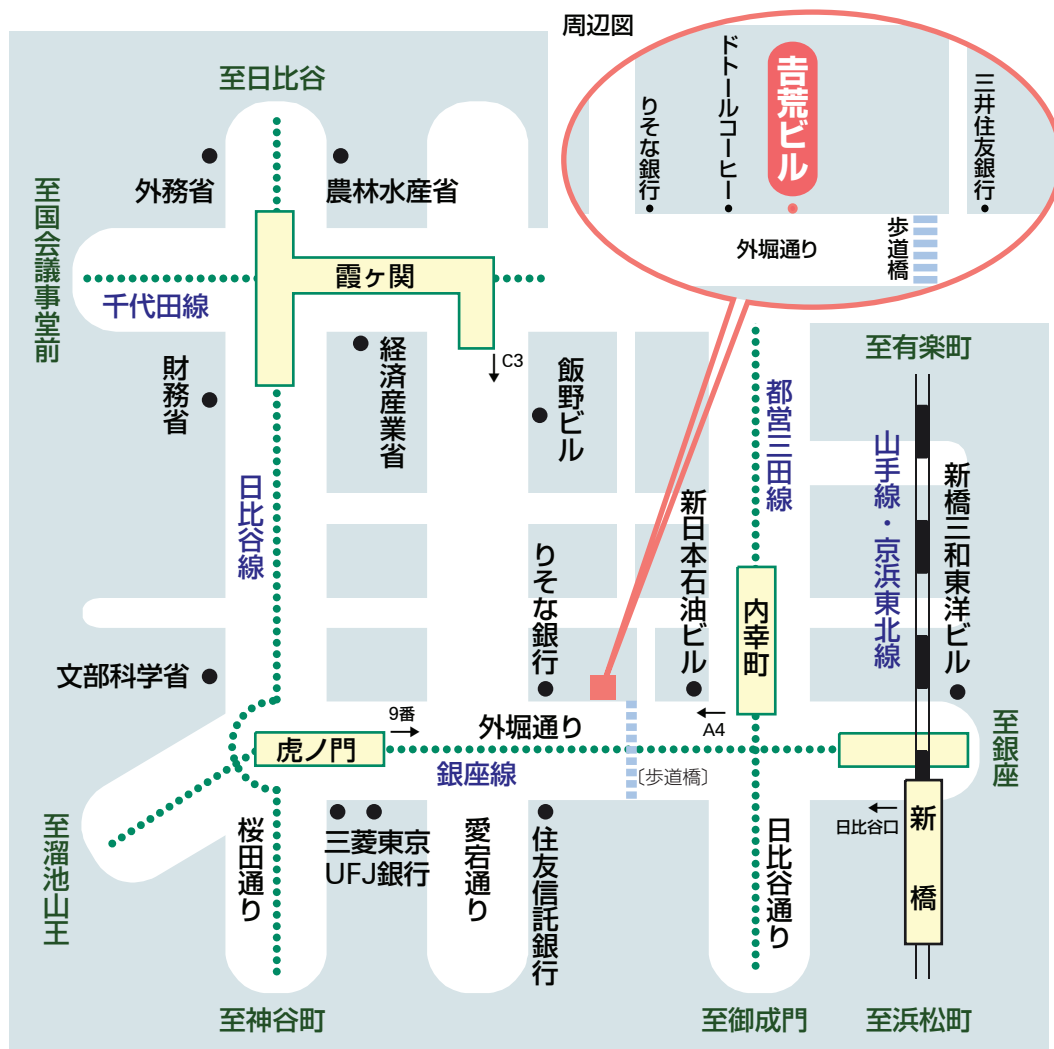 周辺図
りそな銀行
ドトールコーヒー
吉荒ビル
三井住友銀行
外堀通り
歩道橋
至日比谷
外務省
農林水産省
至国会議事堂前
霞ヶ関
千代田線
C3
財務省
経済産業省
飯野ビル
都営三田線
至有楽町
山手線・京浜東北線
新橋三和東洋ビル
日比谷線
りそな銀行
新日本石油ビル
内幸町
文部科学省
9番
外堀通り
A4
虎ノ門
銀座線
〔歩道橋〕
至銀座
至溜池山王
桜田通り
三菱東京
UFJ銀行
愛宕通り
住友信託銀行
日比谷通り
日比谷口
新橋
至神谷町
至御成門
至浜松町